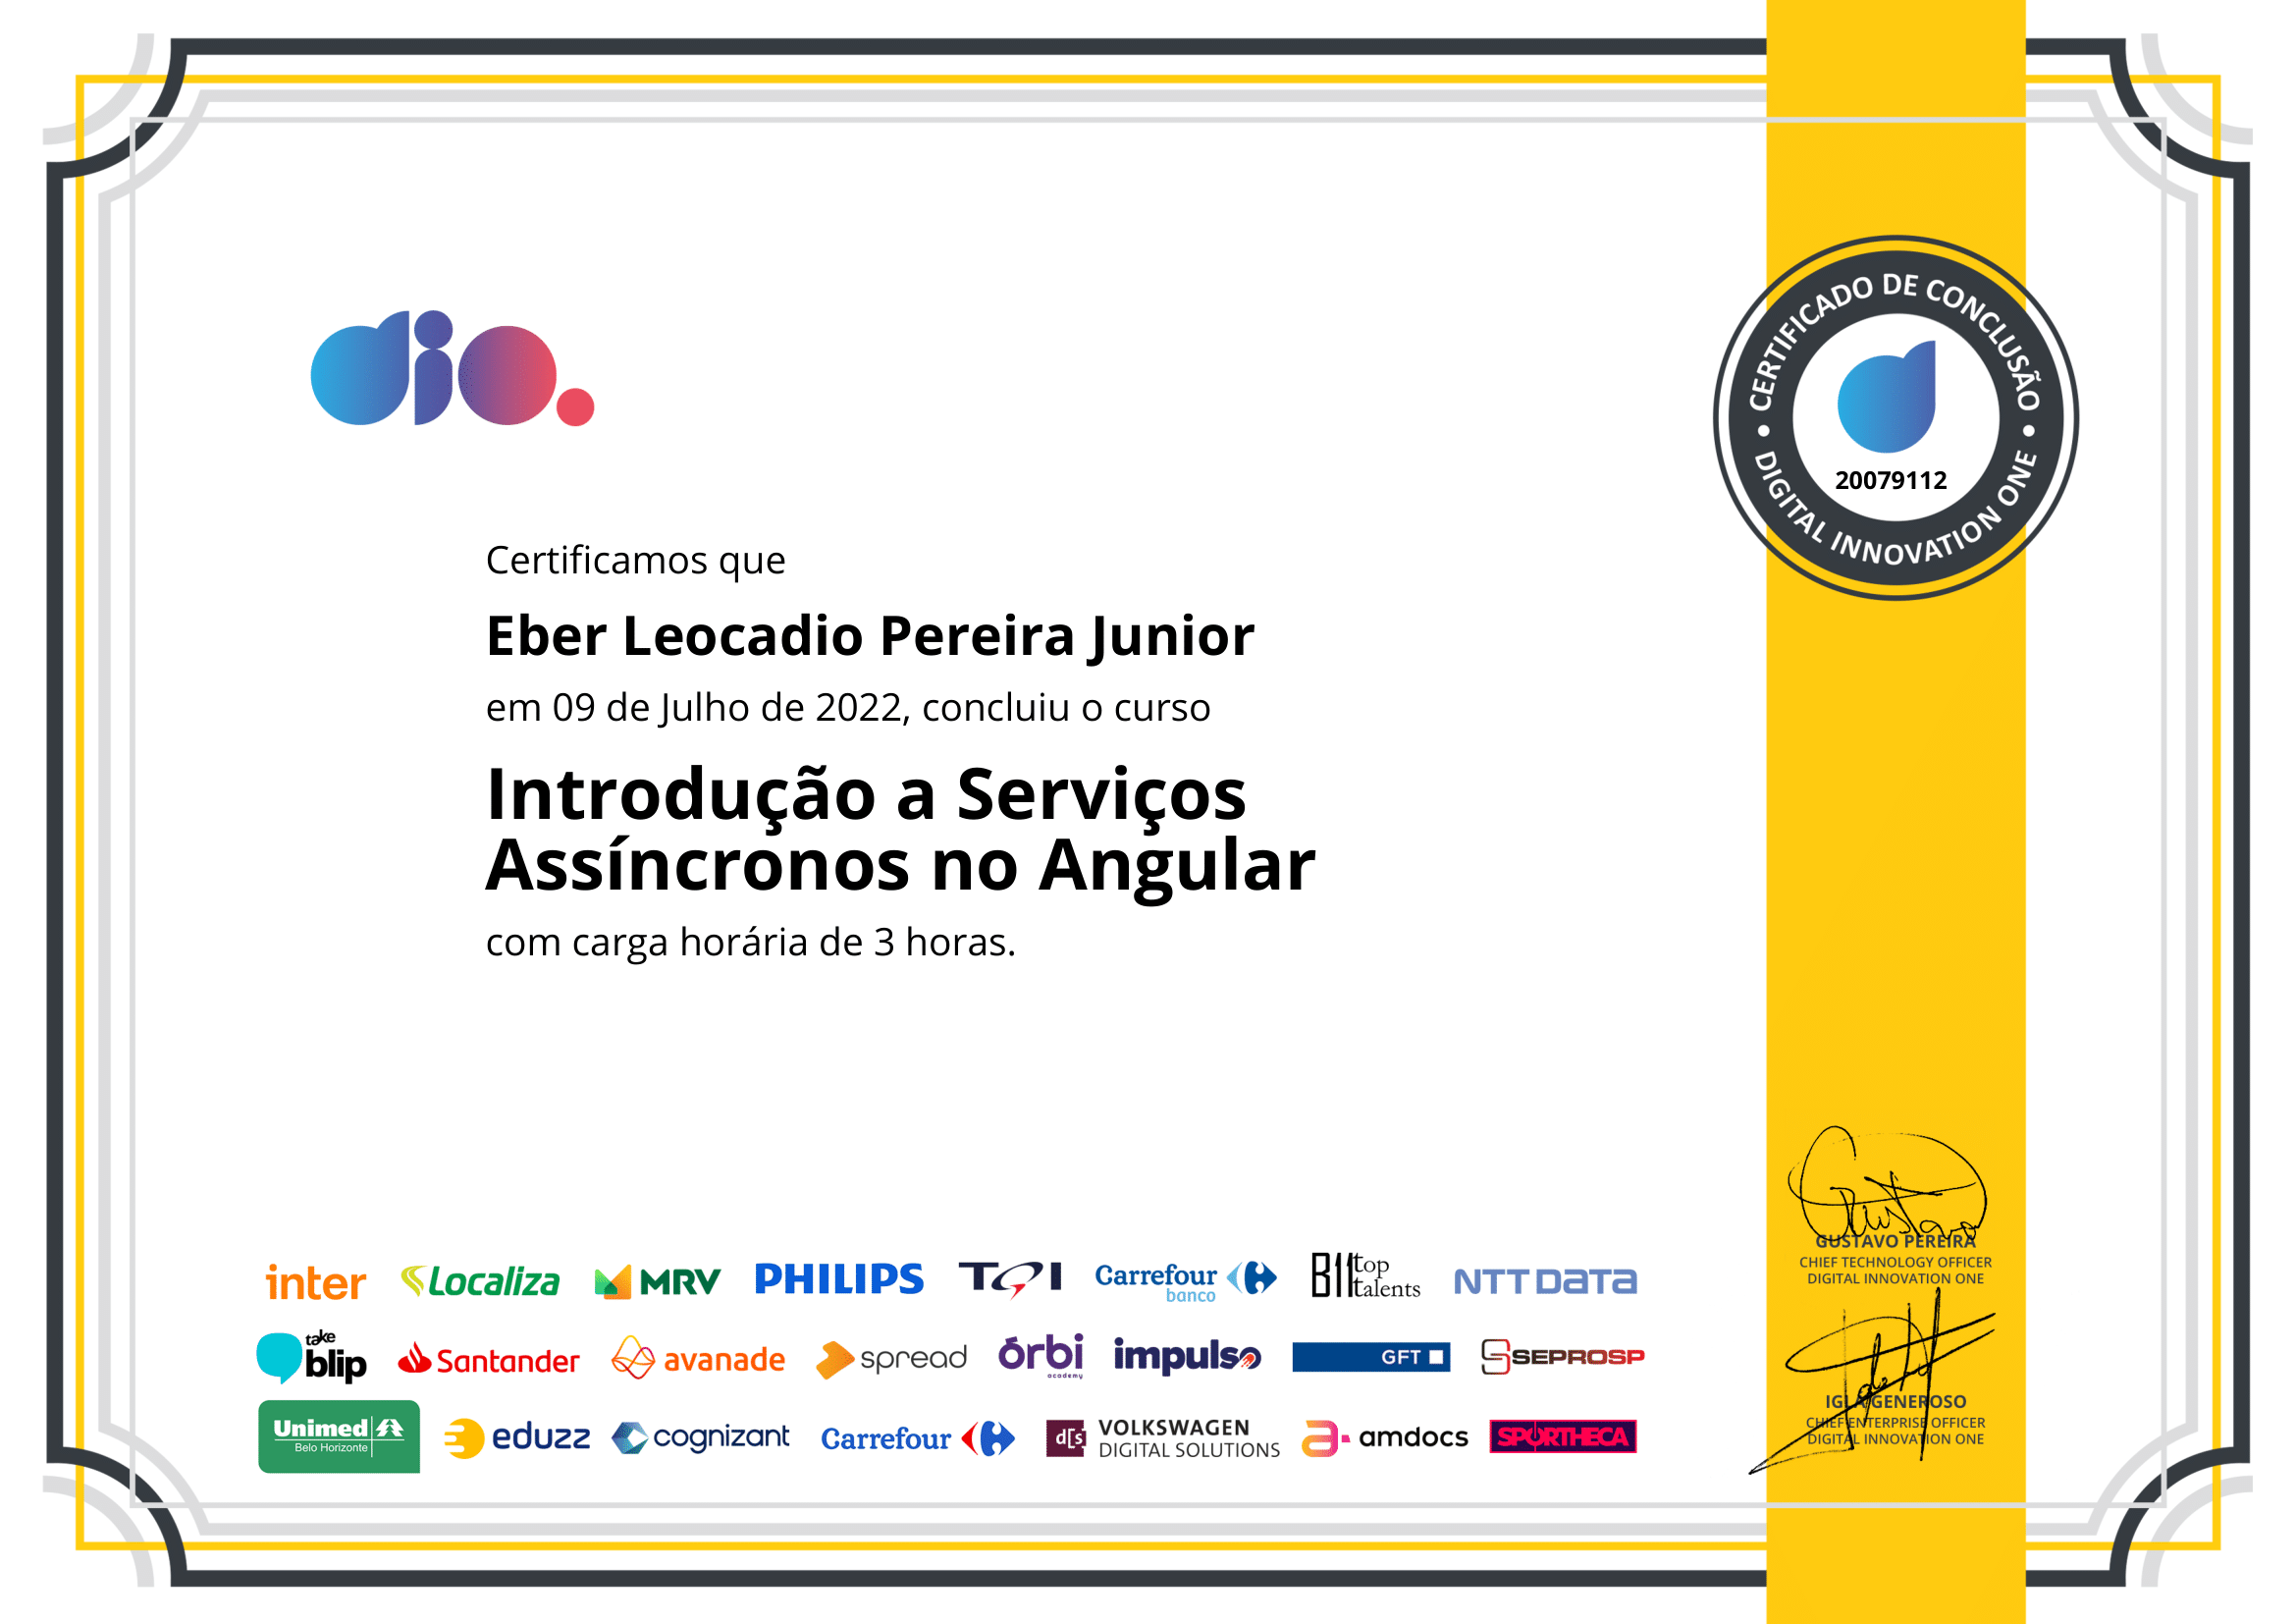 dio.
CERTIFICADO DE CONCLUSÃO
20079112
DIGITAL INNOVATION ONE
Certificamos que
Eber Leocadio Pereira Junior
em 09 de Julho de 2022, concluiu o curso
Introdução a Serviços
Assíncronos no Angular
com carga horária de 3 horas.
GUSTAVO PEREIRA
CHIEF TECHNOLOGY OFFICER
DIGITAL INNOVATION ONE
IGLÁ GENEROSO
CHIEF ENTERPRISE OFFICER
DIGITAL INNOVATION ONE
inter
Localiza
MRV
PHILIPS
TQI
Carrefour
banco
B11 top
talents
NTT DATA
take
blip
Santander
avanade
spread
órbi
academy
impulso
GFT
SEPROSP
Unimed
Belo Horizonte
eduzz
cognizant
Carrefour
d[s
VOLKSWAGEN
DIGITAL SOLUTIONS
amdocs
SPORTHECA